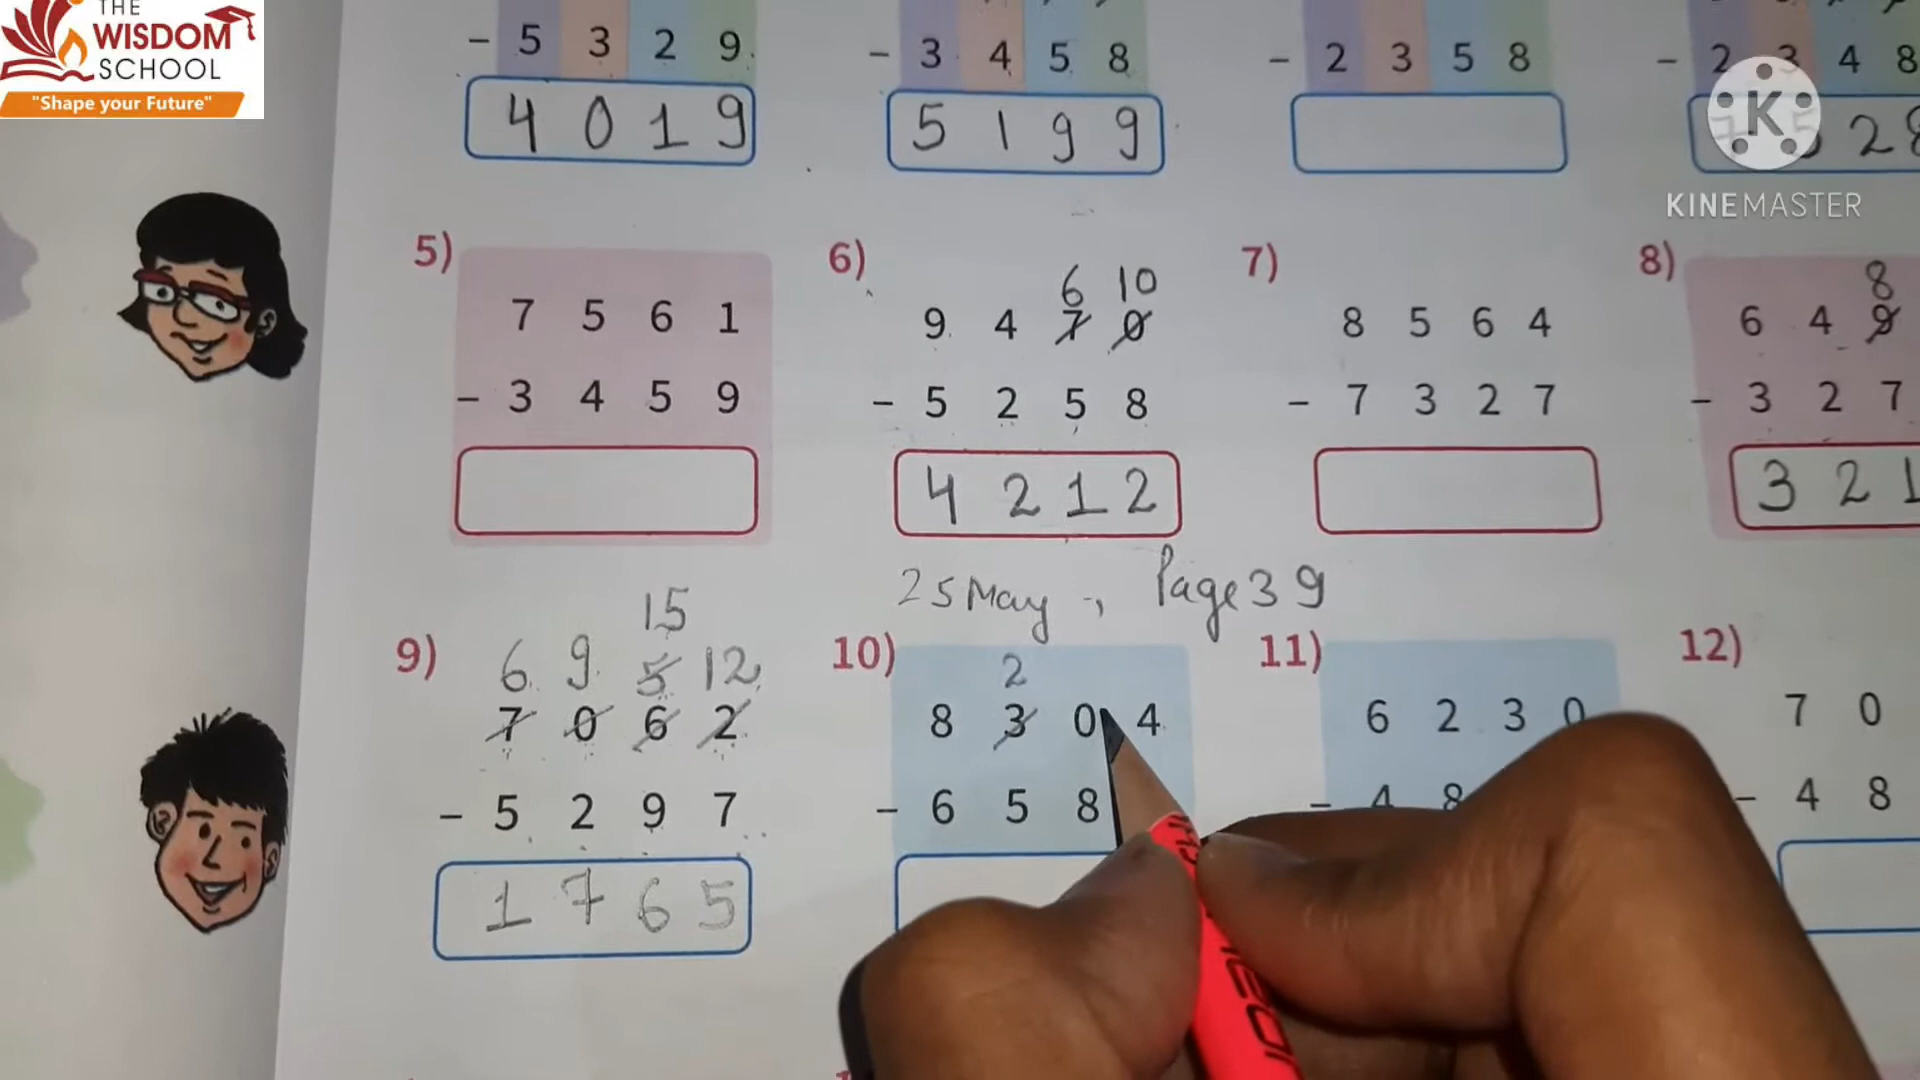 THE
WISDOM
SCHOOL
"Shape your Future"
- 5 3 2 9
4 0 1 9
- 3 4 5 8
5 1 9 9
- 2 3 5 8
- 2 3 4 8
2 8
K
KINEMASTER
5)
7 5 6 1
- 3 4 5 9
6)
6 10
9 4 7 0
- 5 2 5 8
4 2 1 2
7)
8 5 6 4
- 7 3 2 7
8)
8
6 4 9
- 3 2 7
3 2 1
25 May , Page 39
9)
15
6 9 5 12
7 0 6 2
- 5 2 9 7
1 7 6 5
10)
2
8 3 0 4
- 6 5 8
11)
6 2 3 0
- 4 8
12)
7 0
- 4 8